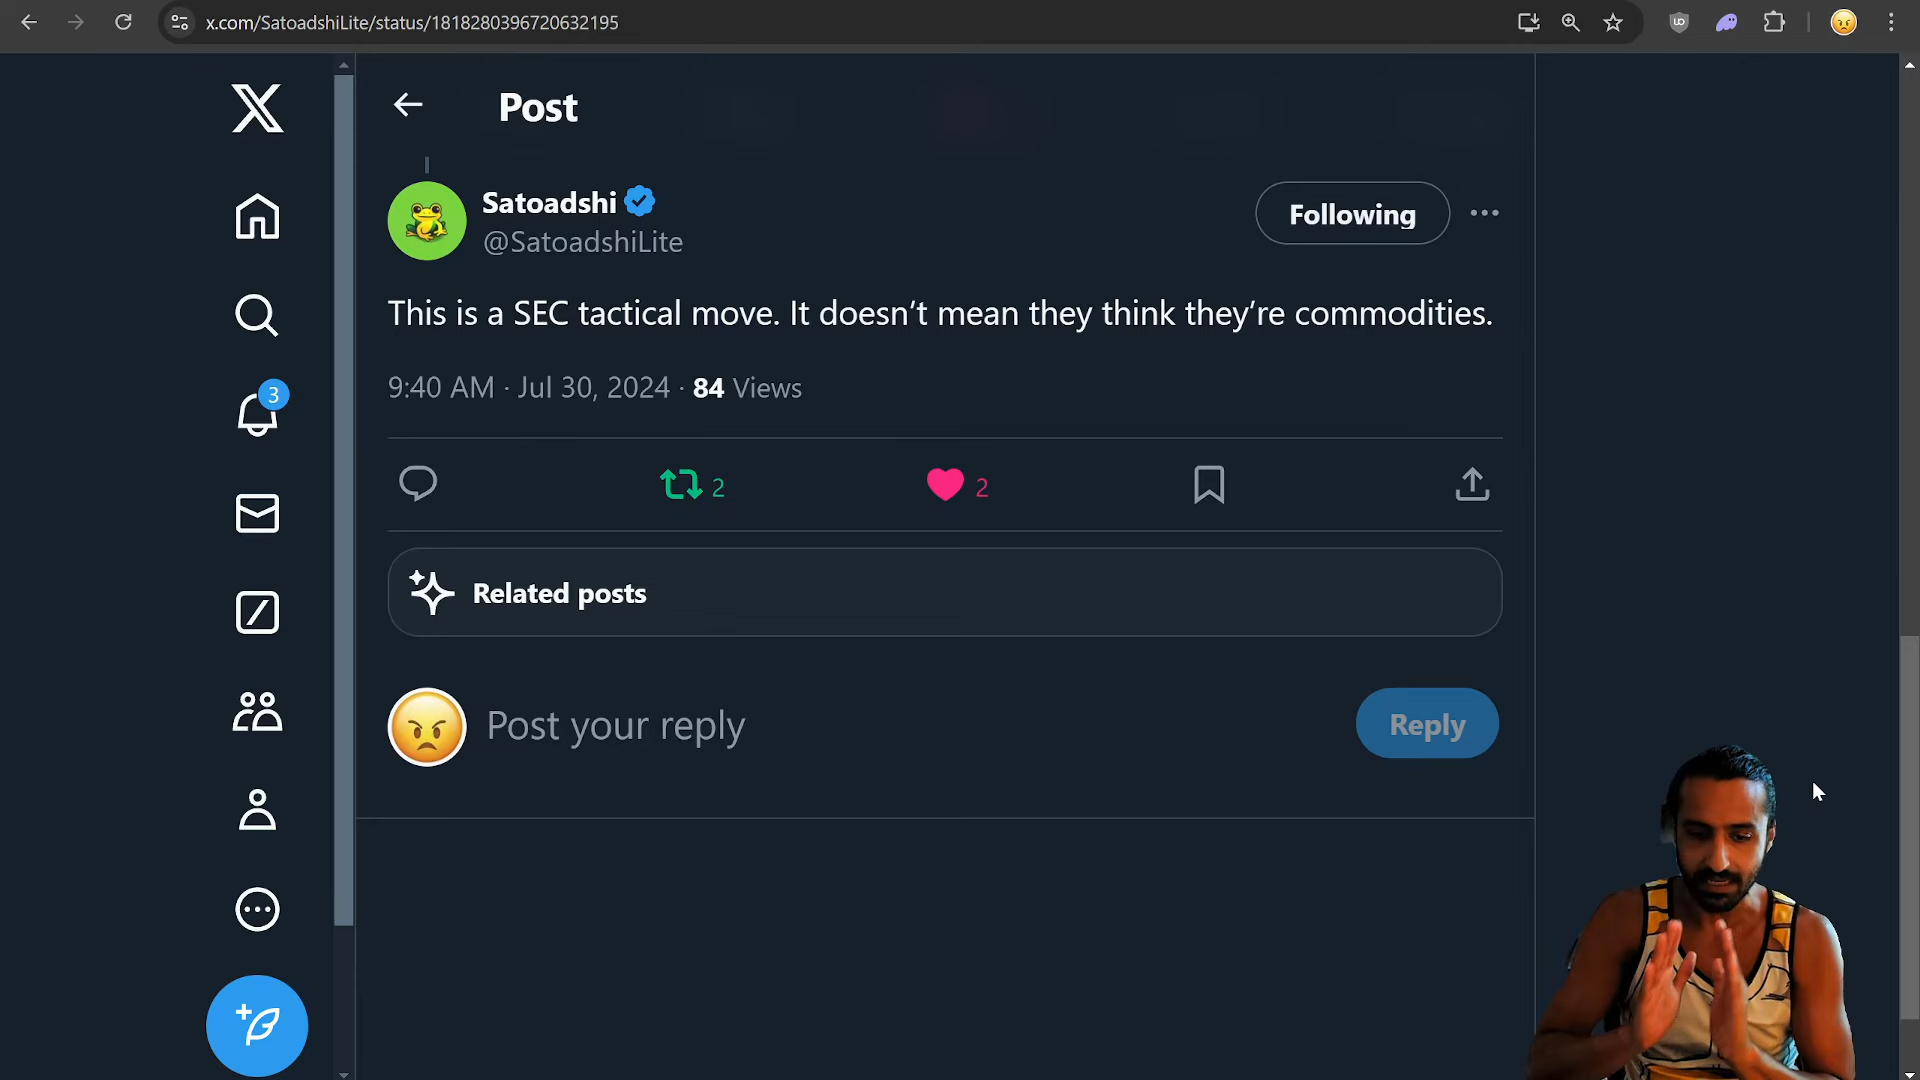 x.com/SatoadshiLite/status/1818280396720632195
Post
Satoadshi
@SatoadshiLite
Following
This is a SEC tactical move. It doesn’t mean they think they’re commodities.
9:40 AM · Jul 30, 2024 · 84 Views
3
2
2
Related posts
Post your reply
Reply